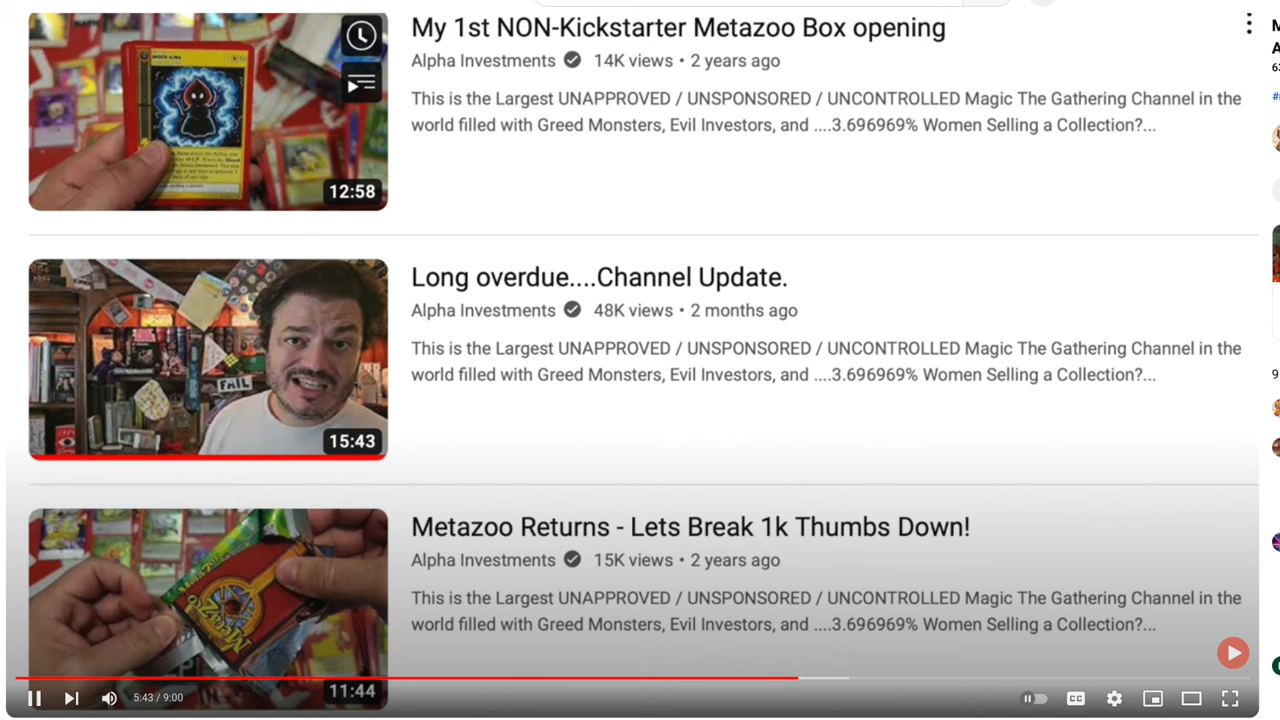 My 1st NON-Kickstarter Metazoo Box opening
Alpha Investments 14K views • 2 years ago
This is the Largest UNAPPROVED / UNSPONSORED / UNCONTROLLED Magic The Gathering Channel in the
world filled with Greed Monsters, Evil Investors, and ....3.696969% Women Selling a Collection?...
12:58
Long overdue....Channel Update.
Alpha Investments 48K views • 2 months ago
This is the Largest UNAPPROVED / UNSPONSORED / UNCONTROLLED Magic The Gathering Channel in the
world filled with Greed Monsters, Evil Investors, and ....3.696969% Women Selling a Collection?...
FAIL
15:43
Metazoo Returns - Lets Break 1k Thumbs Down!
Alpha Investments 15K views • 2 years ago
This is the Largest UNAPPROVED / UNSPONSORED / UNCONTROLLED Magic The Gathering Channel in the
world filled with Greed Monsters, Evil Investors, and ....3.696969% Women Selling a Collection?...
MetaZoo
11:44
5:43 / 9:00
CC